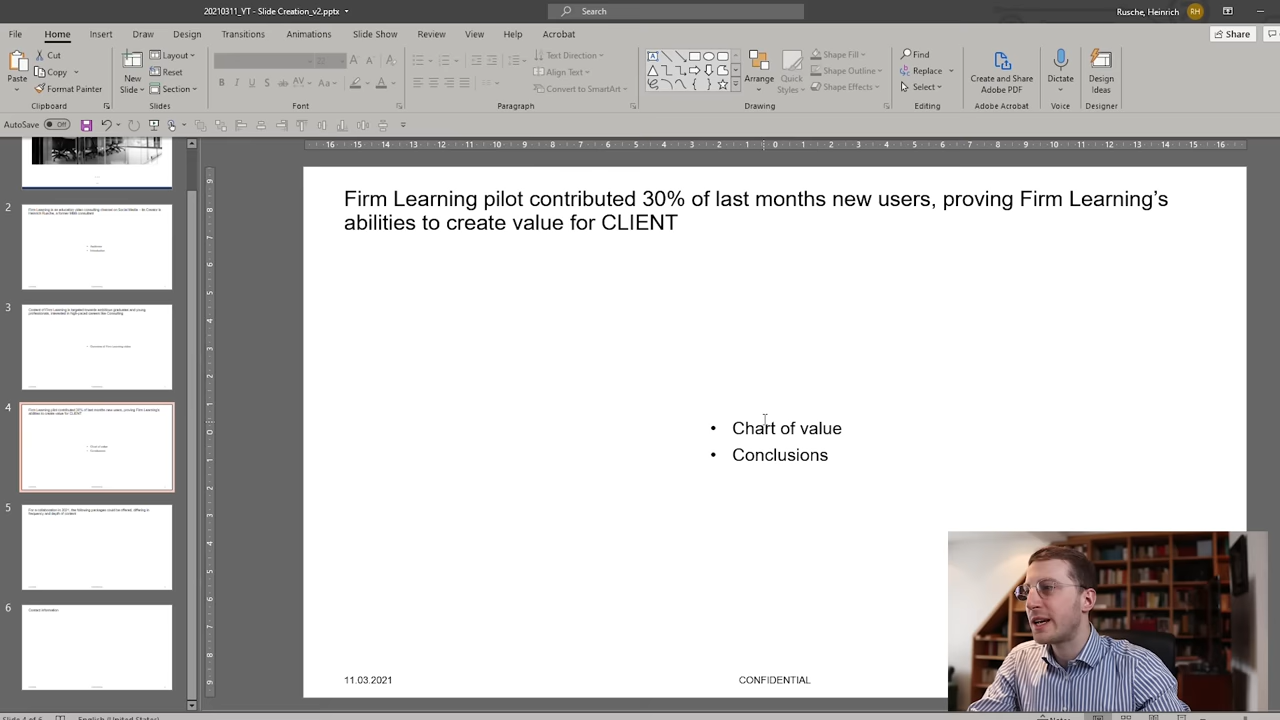 20210311_YT - Slide Creation_v2.pptx
Search
Rusche, Heinrich
RH
File Home Insert Draw Design Transitions Animations Slide Show Review View Help Acrobat
Share
Paste
Cut
Copy
Format Painter
Clipboard
New Slide
Layout
Reset
Section
Slides
Font
Text Direction
Align Text
Convert to SmartArt
Paragraph
Arrange
Quick Styles
Shape Fill
Shape Outline
Shape Effects
Drawing
Find
Replace
Select
Editing
Create and Share Adobe PDF
Adobe Acrobat
Dictate
Voice
Design Ideas
Designer
AutoSave Off
2
3
4
5
6
Firm Learning pilot contributed 30% of last months new users, proving Firm Learning's
abilities to create value for CLIENT
• Chart of value
• Conclusions
11.03.2021
CONFIDENTIAL